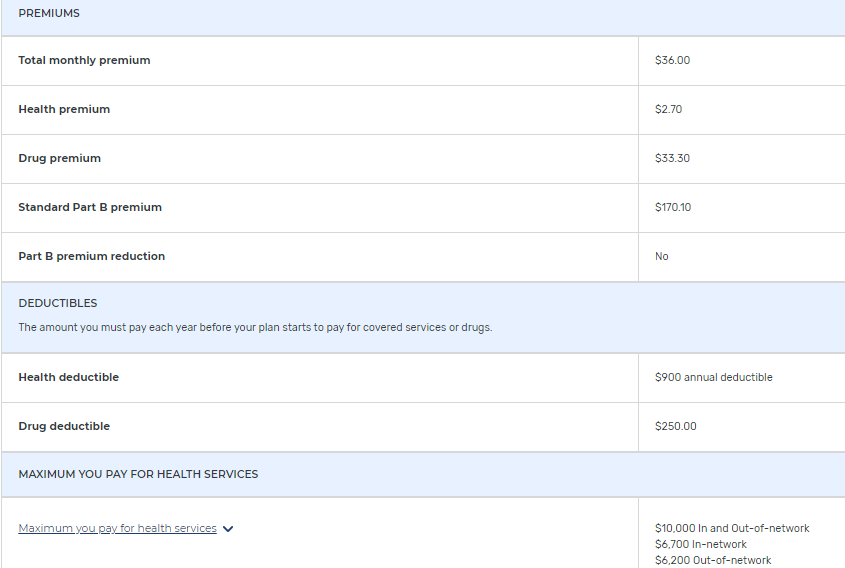 PREMIUMS
Total monthly premium $36.00
Health premium $2.70
Drug premium $33.30
Standard Part B premium $170.10
Part B premium reduction No
DEDUCTIBLES
The amount you must pay each year before your plan starts to pay for covered services or drugs.
Health deductible $900 annual deductible
Drug deductible $250.00
MAXIMUM YOU PAY FOR HEALTH SERVICES
Maximum you pay for health services $10,000 In and Out-of-network
$6,700 In-network
$6,200 Out-of-network